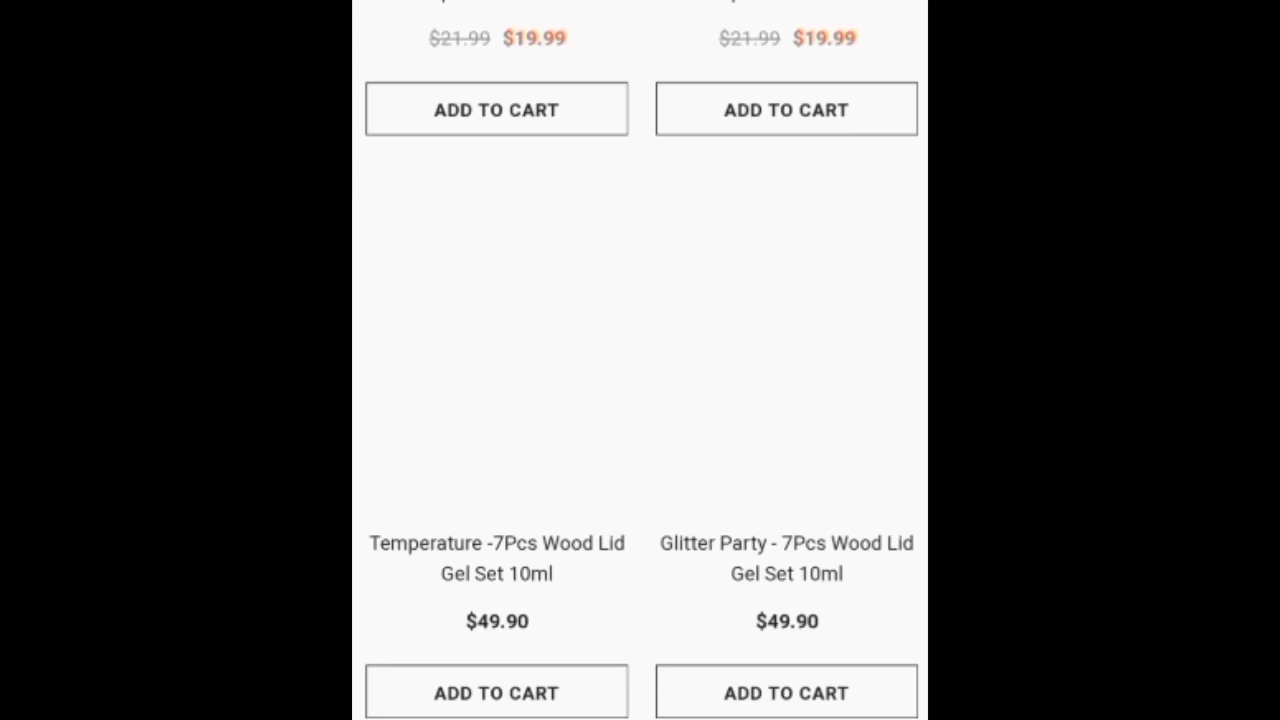 $21.99 $19.99
$21.99 $19.99
ADD TO CART
ADD TO CART
Temperature -7Pcs Wood Lid
Gel Set 10ml
$49.90
ADD TO CART
Glitter Party - 7Pcs Wood Lid
Gel Set 10ml
$49.90
ADD TO CART